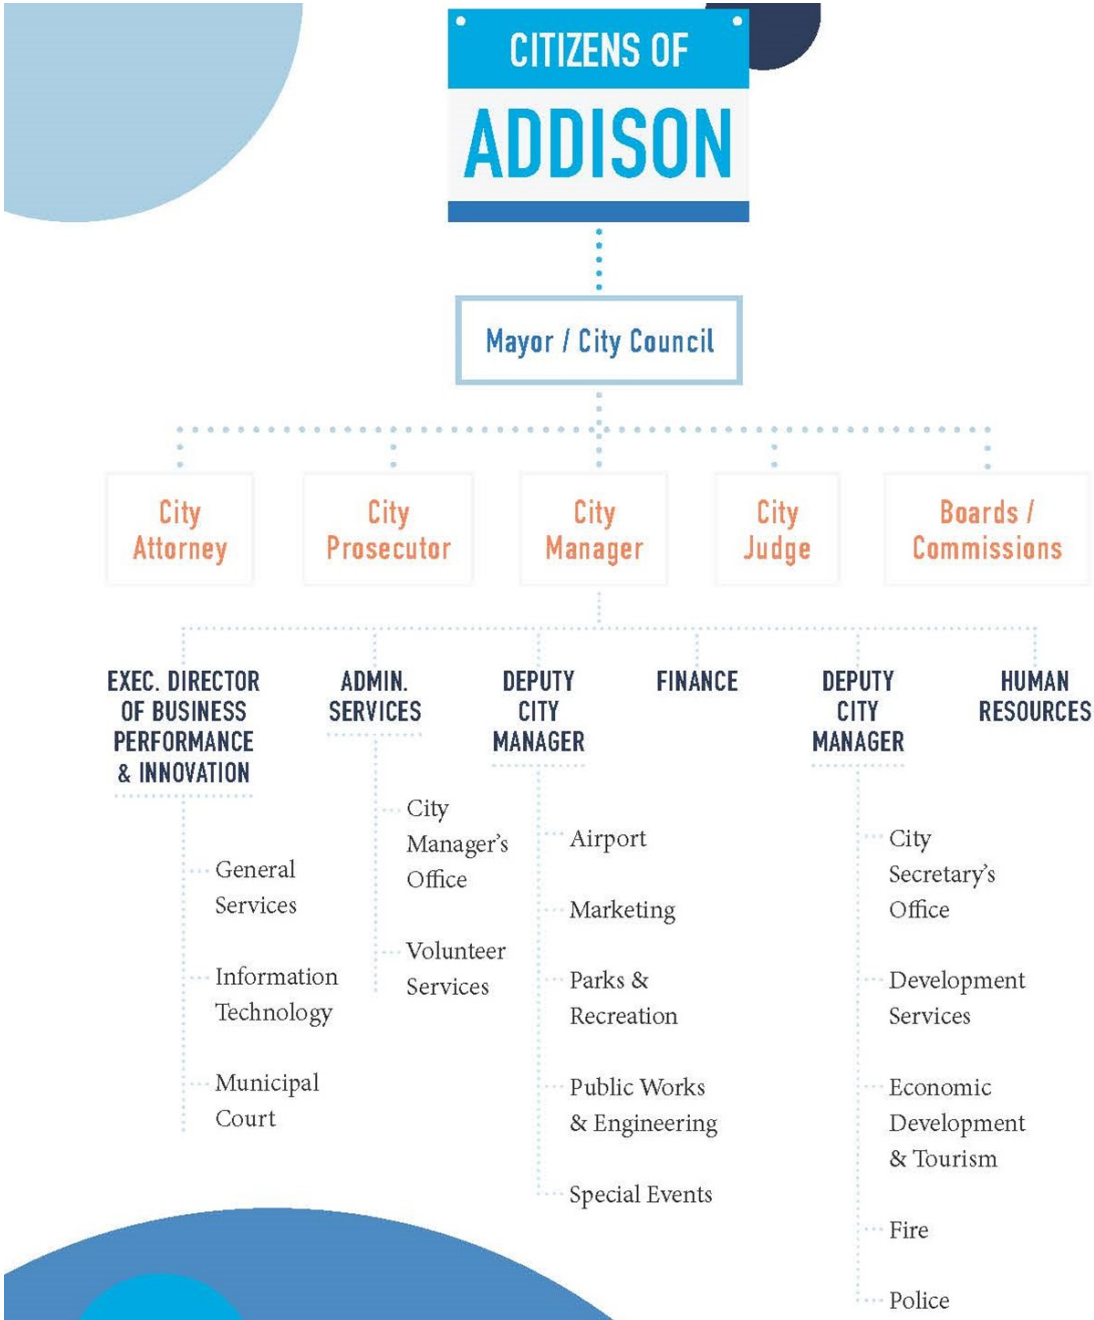 CITIZENS OF
ADDISON
Mayor / City Council
City
Attorney
City
Prosecutor
City
Manager
City
Judge
Boards /
Commissions
EXEC. DIRECTOR
OF BUSINESS
PERFORMANCE
& INNOVATION
General
Services
Information
Technology
Municipal
Court
ADMIN.
SERVICES
City
Manager's
Office
Volunteer
Services
DEPUTY
CITY
MANAGER
Airport
Marketing
Parks &
Recreation
Public Works
& Engineering
Special Events
FINANCE
DEPUTY
CITY
MANAGER
City
Secretary's
Office
Development
Services
Economic
Development
& Tourism
Fire
Police
HUMAN
RESOURCES